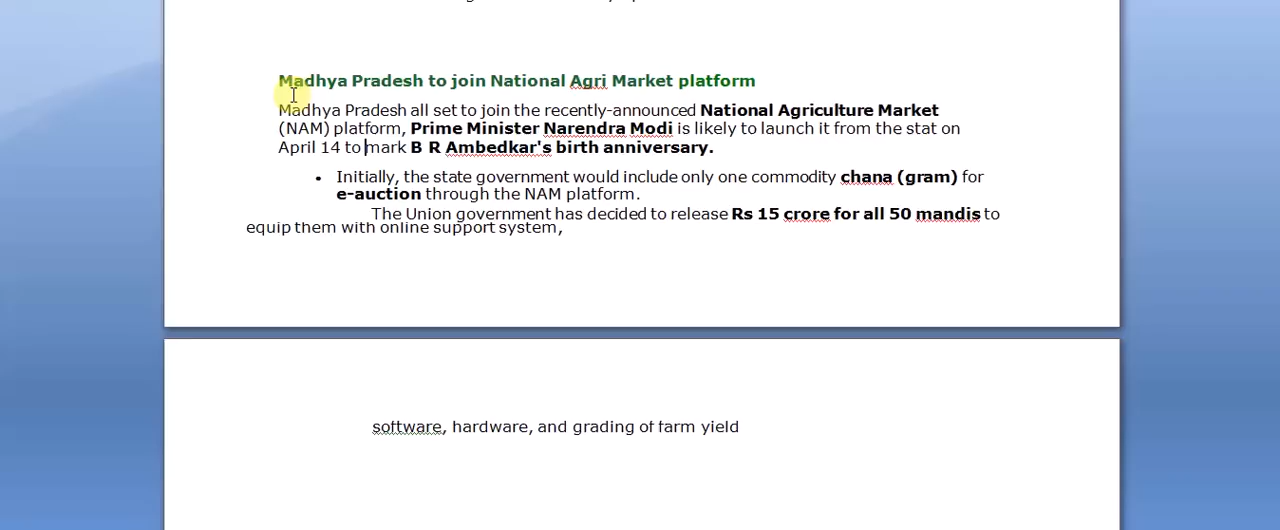 Madhya Pradesh to join National Agri Market platform
Madhya Pradesh all set to join the recently-announced National Agriculture Market
(NAM) platform, Prime Minister Narendra Modi is likely to launch it from the stat on
April 14 to mark B R Ambedkar's birth anniversary.
• Initially, the state government would include only one commodity chana (gram) for
e-auction through the NAM platform.
The Union government has decided to release Rs 15 crore for all 50 mandis to
equip them with online support system,
software, hardware, and grading of farm yield